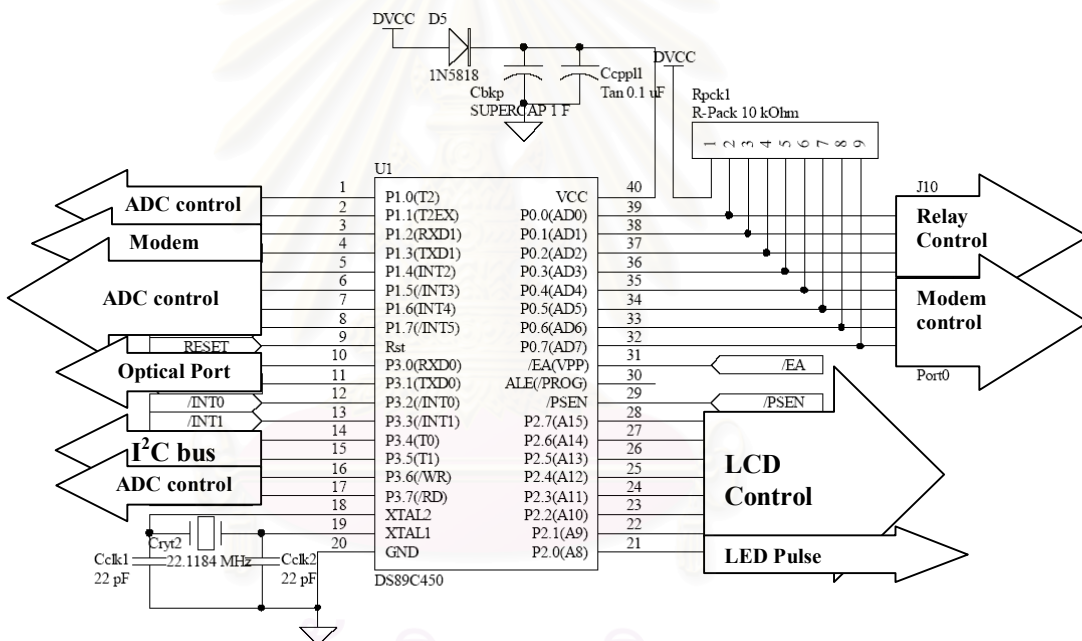 DVCC
D5
1N5818
Cbkp
SUPERCAP 1 F
Ccppl1
Tan 0.1 uF
DVCC
Rpck1
R-Pack 10 kOhm
1 2 3 4 5 6 7 8 9
U1
1 P1.0(T2)
2 P1.1(T2EX)
3 P1.2(RXD1)
4 P1.3(TXD1)
5 P1.4(INT2)
6 P1.5(/INT3)
7 P1.6(INT4)
8 P1.7(/INT5)
9 Rst
10 P3.0(RXD0)
11 P3.1(TXD0)
12 P3.2(/INT0)
13 P3.3(/INT1)
14 P3.4(T0)
15 P3.5(T1)
16 P3.6(/WR)
17 P3.7(/RD)
18 XTAL2
19 XTAL1
20 GND
VCC 40
P0.0(AD0) 39
P0.1(AD1) 38
P0.2(AD2) 37
P0.3(AD3) 36
P0.4(AD4) 35
P0.5(AD5) 34
P0.6(AD6) 33
P0.7(AD7) 32
/EA(VPP) 31
ALE(/PROG) 30
/PSEN 29
P2.7(A15) 28
P2.6(A14) 27
P2.5(A13) 26
P2.4(A12) 25
P2.3(A11) 24
P2.2(A10) 23
P2.1(A9) 22
P2.0(A8) 21
DS89C450
ADC control
Modem
ADC control
RESET
Optical Port
/INT0
/INT1
I²C bus
ADC control
Cryt2
22.1184 MHz
Cclk1
22 pF
Cclk2
22 pF
J10
Relay
Control
Modem
control
Port0
/EA
/PSEN
LCD
Control
LED Pulse